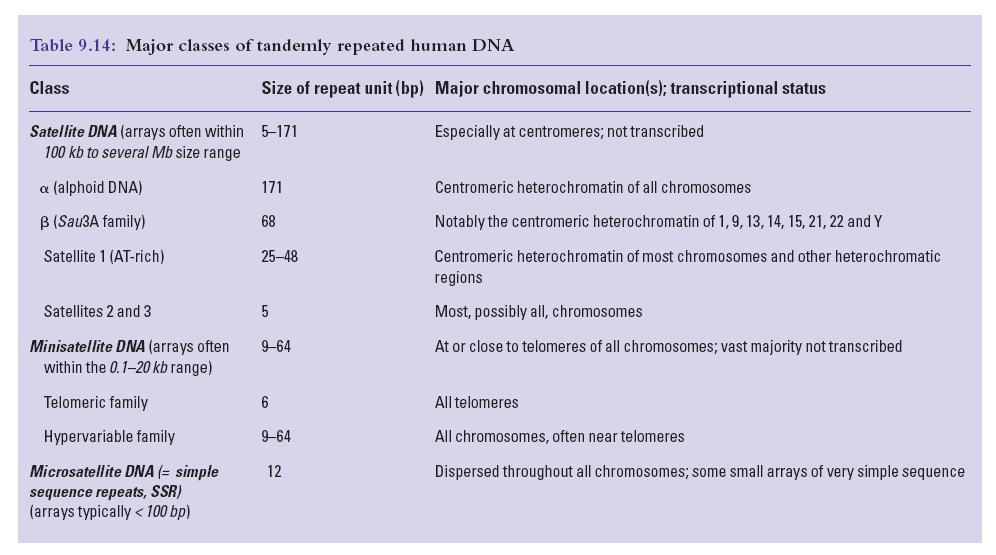 Table 9.14: Major classes of tandemly repeated human DNA
Class Size of repeat unit (bp) Major chromosomal location(s); transcriptional status
Satellite DNA (arrays often within 5–171 Especially at centromeres; not transcribed
100 kb to several Mb size range
α (alphoid DNA) 171 Centromeric heterochromatin of all chromosomes
β (Sau3A family) 68 Notably the centromeric heterochromatin of 1, 9, 13, 14, 15, 21, 22 and Y
Satellite 1 (AT-rich) 25–48 Centromeric heterochromatin of most chromosomes and other heterochromatic
regions
Satellites 2 and 3 5 Most, possibly all, chromosomes
Minisatellite DNA (arrays often 9–64 At or close to telomeres of all chromosomes; vast majority not transcribed
within the 0.1–20 kb range)
Telomeric family 6 All telomeres
Hypervariable family 9–64 All chromosomes, often near telomeres
Microsatellite DNA (= simple 12 Dispersed throughout all chromosomes; some small arrays of very simple sequence
sequence repeats, SSR)
(arrays typically < 100 bp)